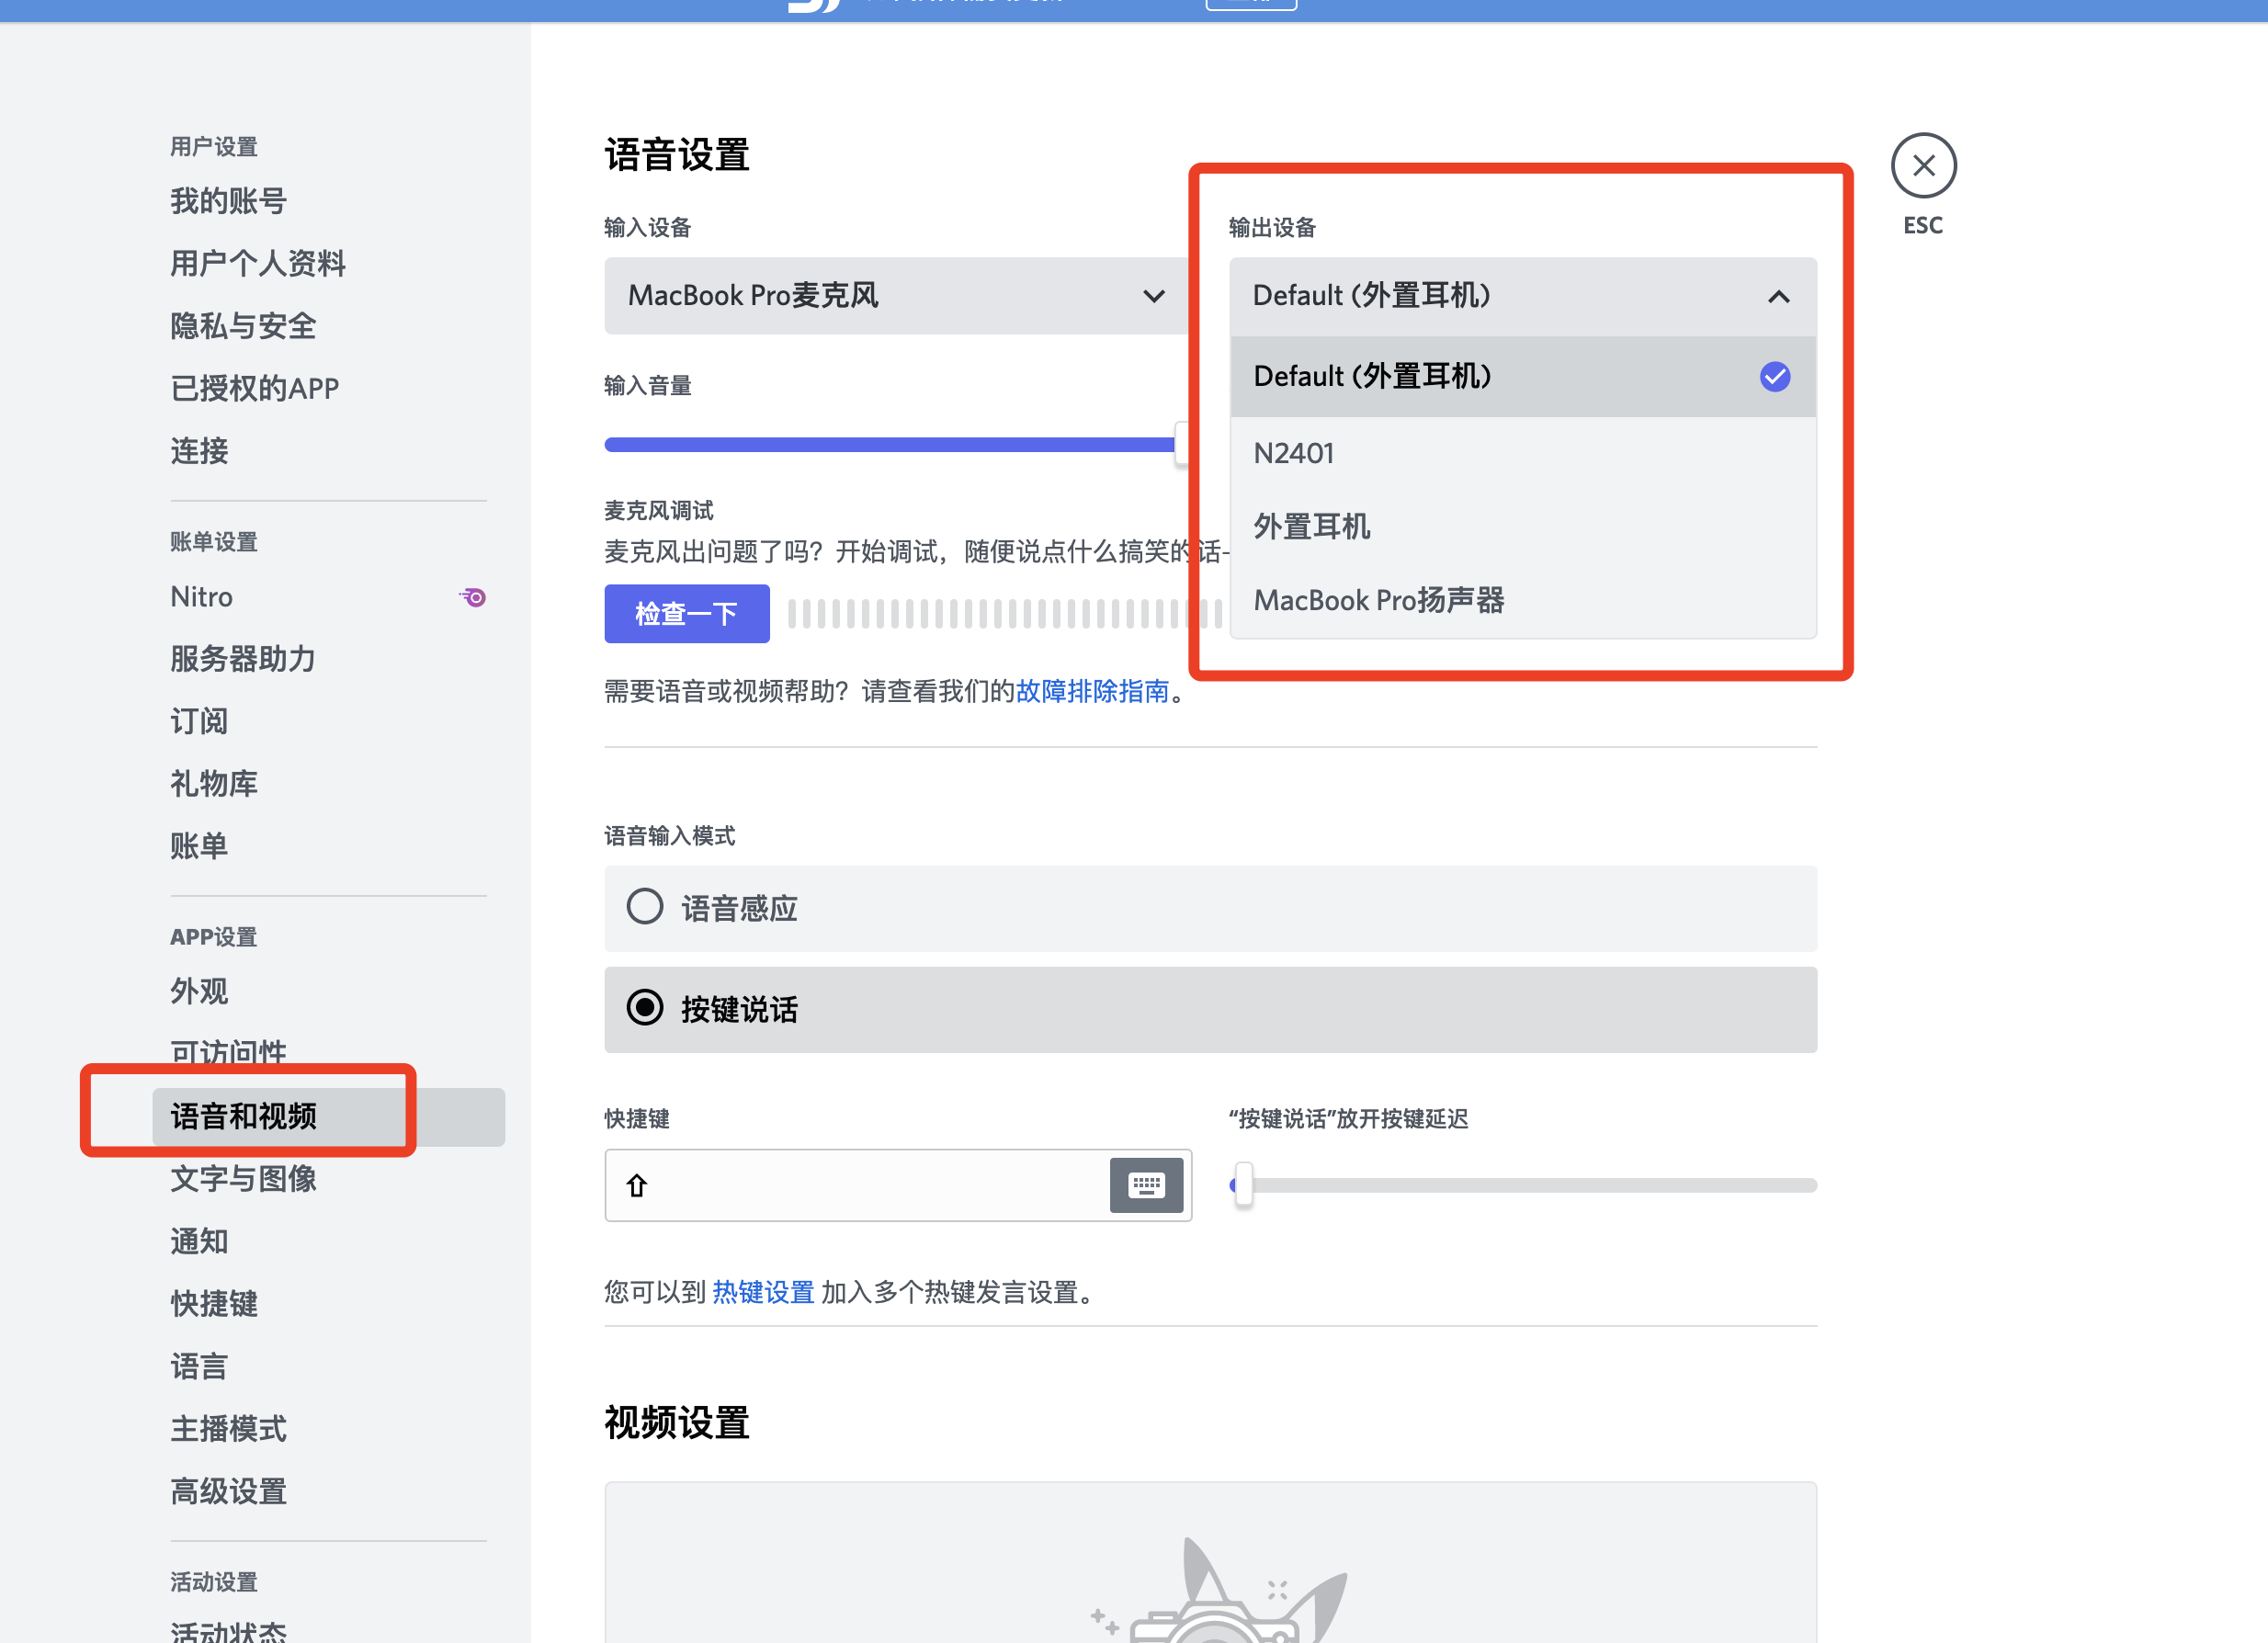 用户设置
我的账号
用户个人资料
隐私与安全
已授权的APP
连接
账单设置
Nitro
服务器助力
订阅
礼物库
账单
APP设置
外观
可访问性
语音和视频
文字与图像
通知
快捷键
语言
主播模式
高级设置
活动设置
活动状态
语音设置
输入设备
MacBook Pro麦克风
输入音量
麦克风调试
麦克风出问题了吗？开始调试，随便说点什么搞笑的话-
检查一下
需要语音或视频帮助？请查看我们的故障排除指南。
输出设备
Default (外置耳机)
Default (外置耳机)
N2401
外置耳机
MacBook Pro扬声器
ESC
语音输入模式
语音感应
按键说话
快捷键
“按键说话”放开按键延迟
您可以到 热键设置 加入多个热键发言设置。
视频设置